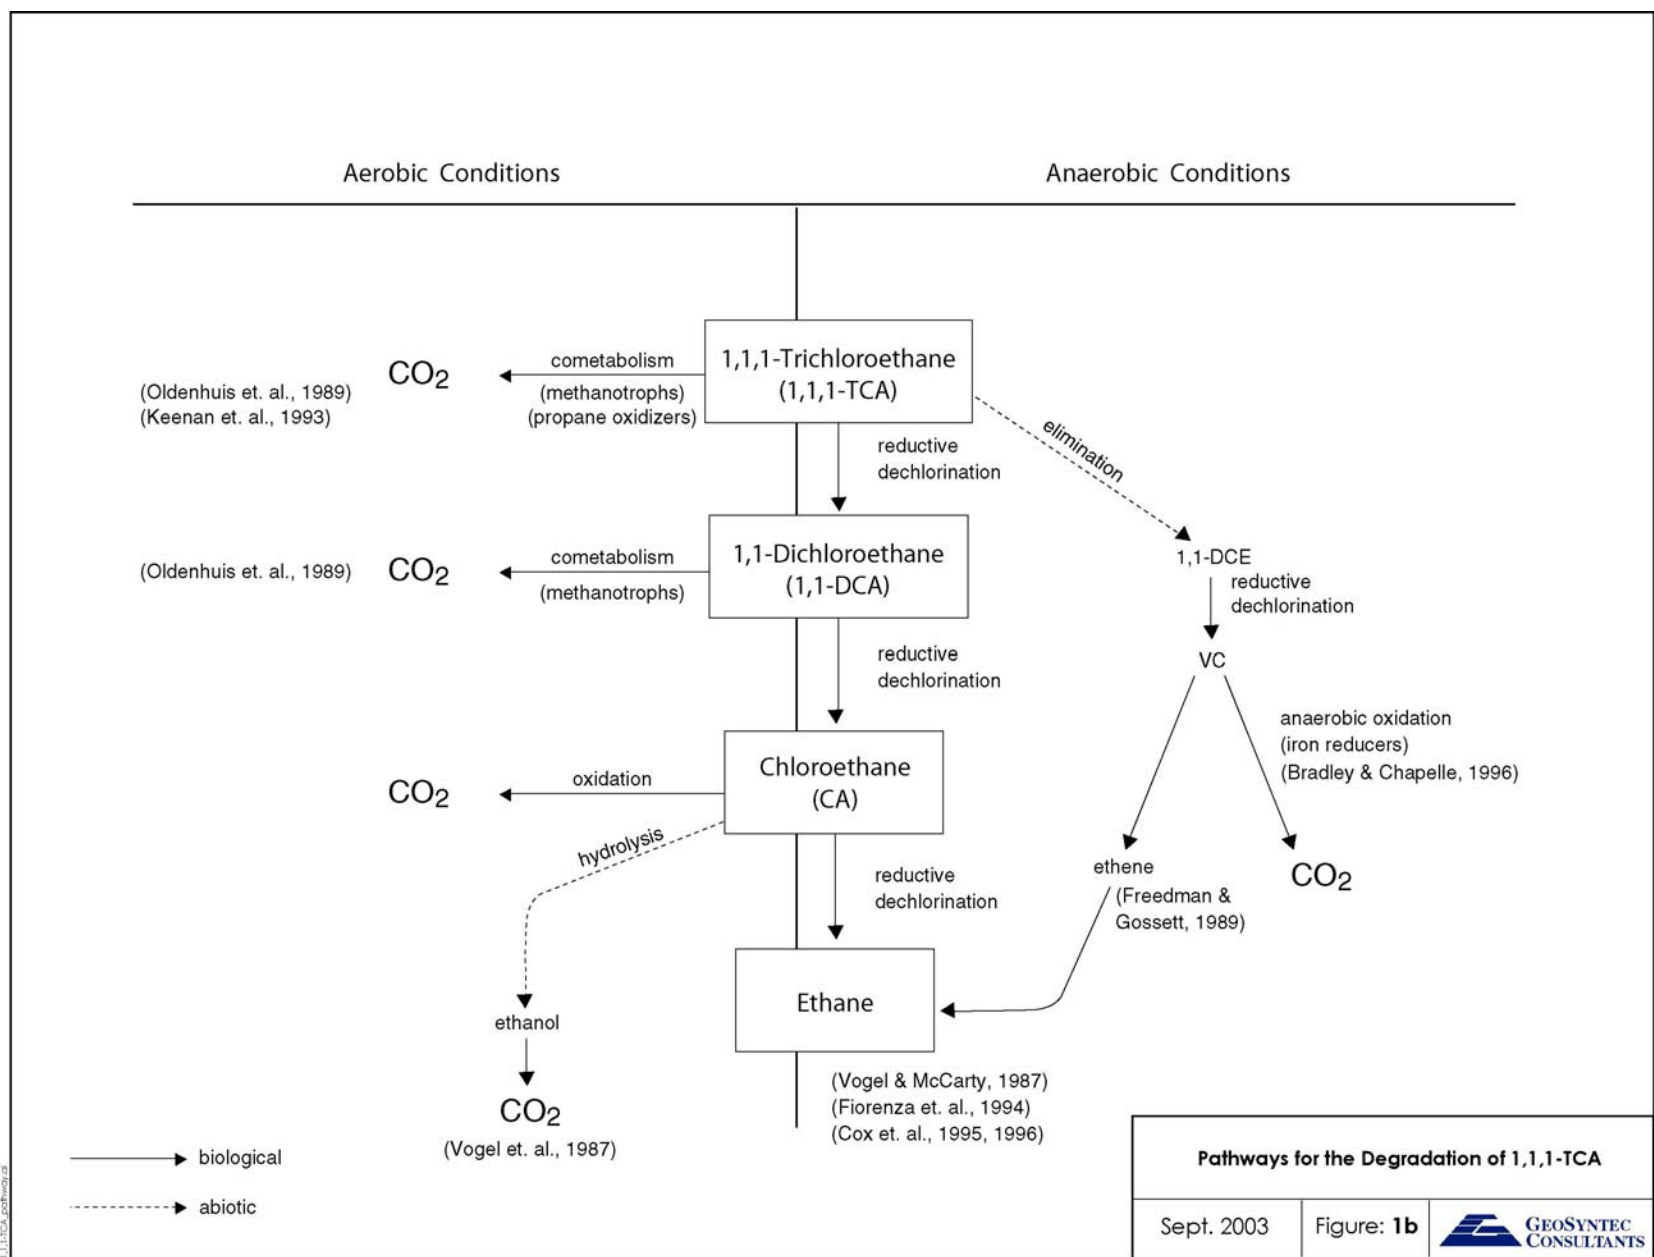 Aerobic Conditions
Anaerobic Conditions
1,1,1-Trichloroethane
(1,1,1-TCA)
cometabolism
(methanotrophs)
(propane oxidizers)
CO2
(Oldenhuis et. al., 1989)
(Keenan et. al., 1993)
reductive
dechlorination
elimination
1,1-Dichloroethane
(1,1-DCA)
cometabolism
(methanotrophs)
CO2
(Oldenhuis et. al., 1989)
1,1-DCE
reductive
dechlorination
VC
reductive
dechlorination
anaerobic oxidation
(iron reducers)
(Bradley & Chapelle, 1996)
Chloroethane
(CA)
oxidation
CO2
hydrolysis
reductive
dechlorination
ethene
(Freedman &
Gossett, 1989)
CO2
Ethane
ethanol
CO2
(Vogel et. al., 1987)
(Vogel & McCarty, 1987)
(Fiorenza et. al., 1994)
(Cox et. al., 1995, 1996)
biological
abiotic
Pathways for the Degradation of 1,1,1-TCA
Sept. 2003
Figure: 1b
GEOSYNTEC
CONSULTANTS
1,1,1-TCA_pathway.ai